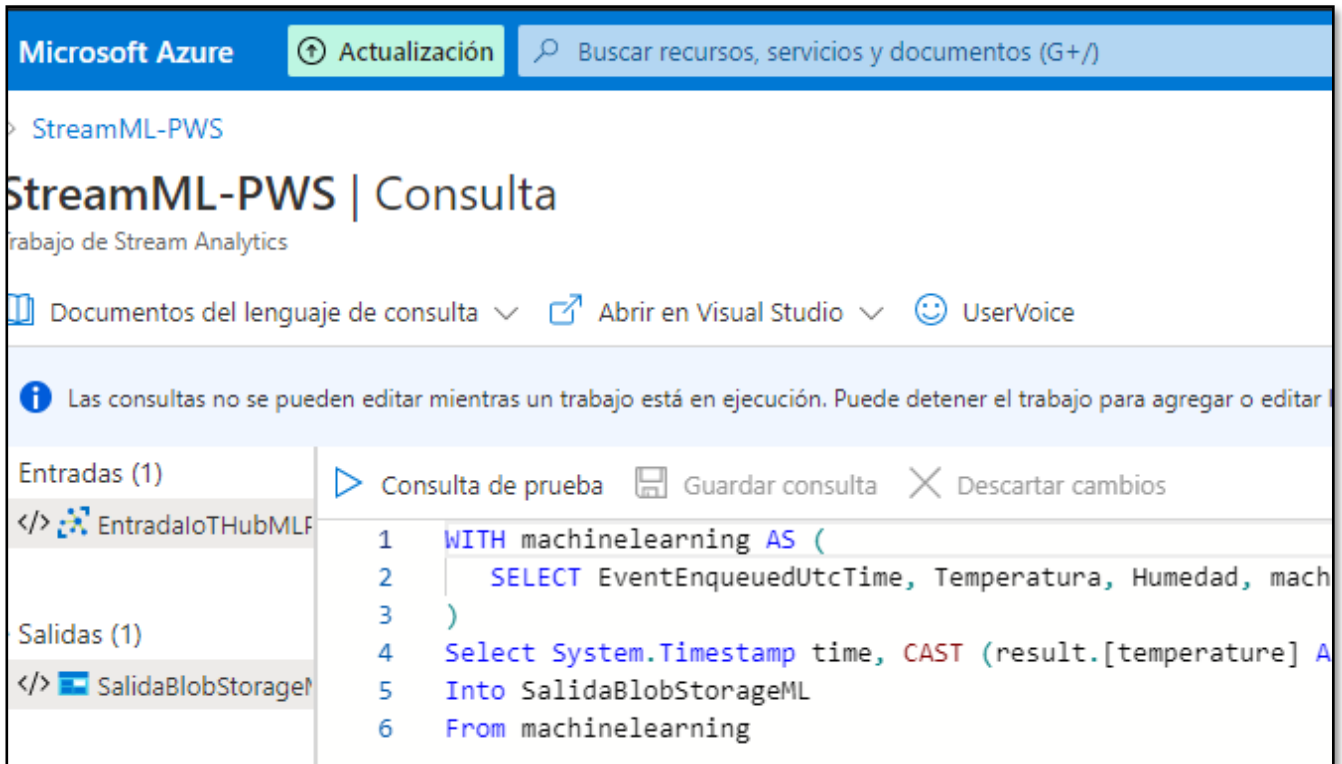 Microsoft Azure Actualización Buscar recursos, servicios y documentos (G+/)
> StreamML-PWS
StreamML-PWS | Consulta
Trabajo de Stream Analytics
Documentos del lenguaje de consulta Abrir en Visual Studio UserVoice
Las consultas no se pueden editar mientras un trabajo está en ejecución. Puede detener el trabajo para agregar o editar
Entradas (1)
</> EntradaIoTHubML
Consulta de prueba Guardar consulta Descartar cambios
1 WITH machinelearning AS (
2 SELECT EventEnqueuedUtcTime, Temperatura, Humedad, mach
3 )
Salidas (1)
4 Select System.Timestamp time, CAST (result.[temperature] A
</> SalidaBlobStorage
5 Into SalidaBlobStorageML
6 From machinelearning